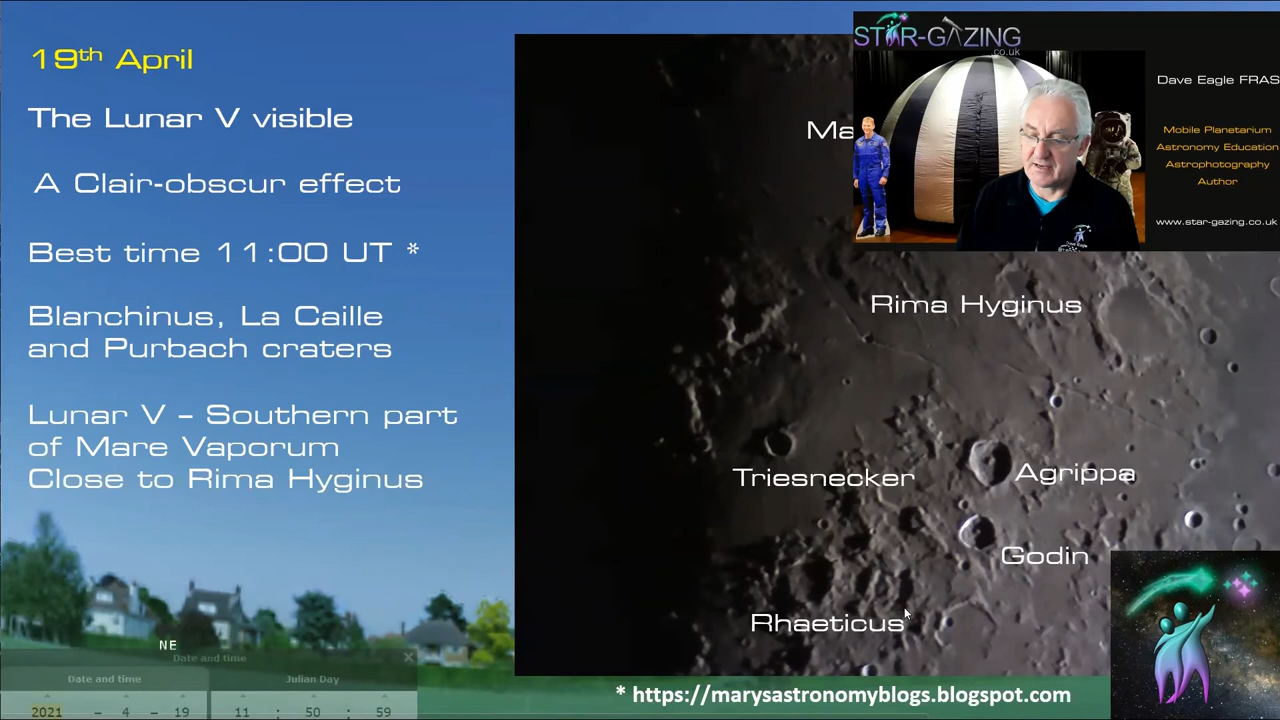 19th April
The Lunar V visible
A Clair-obscur effect
Best time 11:00 UT *
Blanchinus, La Caille
and Purbach craters
Lunar V – Southern part
of Mare Vaporum
Close to Rima Hyginus
NE
Date and time
Date and time
Julian Day
2021 - 4 - 19
11 : 50 : 59
Ma
Rima Hyginus
Triesnecker
Agrippa
Godin
Rhaeticus
* https://marysastronomyblogs.blogspot.com
STAR-GAZING
.co.uk
Dave Eagle FRAS
Mobile Planetarium
Astronomy Education
Astrophotography
Author
www.star-gazing.co.uk